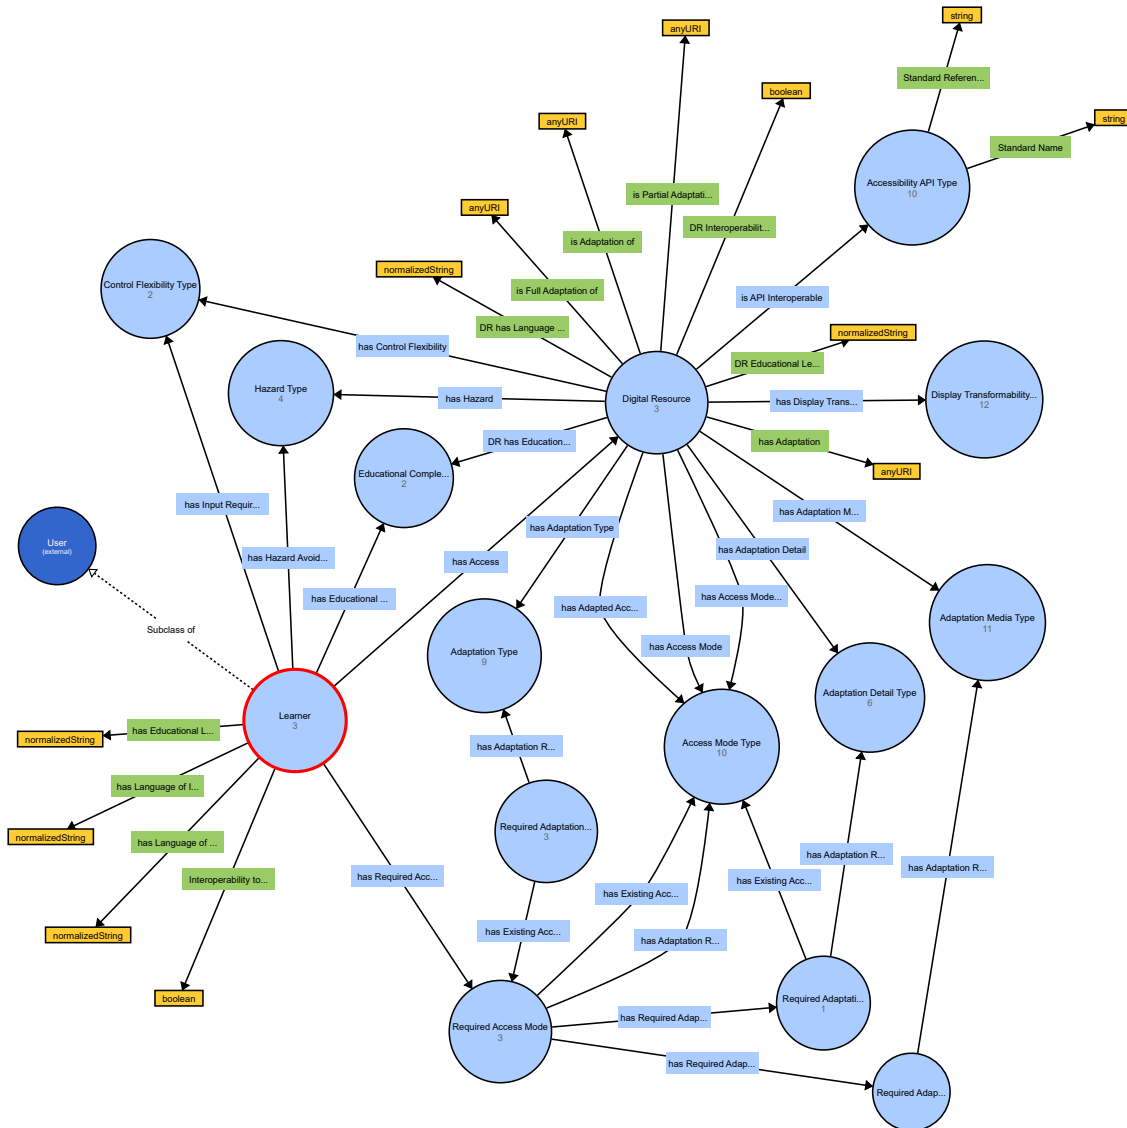 string
anyURI
Standard Referen...
boolean
anyURI
string
Standard Name
Accessibility API Type
10
is Partial Adaptati...
anyURI
DR Interoperabilit...
is Adaptation of
Control Flexibility Type
2
normalizedString
is Full Adaptation of
is API Interoperable
DR has Language ...
normalizedString
has Control Flexibility
DR Educational Le...
Hazard Type
4
has Hazard
Digital Resource
3
has Display Trans...
Display Transformability...
12
DR has Education...
has Adaptation
Educational Comple...
2
anyURI
has Input Requir...
has Adaptation M...
has Adaptation Type
User
(external)
has Hazard Avoid...
has Access
has Adaptation Detail
has Educational ...
has Adapted Acc...
has Access Mode...
Adaptation Media Type
11
Subclass of
has Access Mode
Adaptation Type
9
Adaptation Detail Type
6
Learner
3
has Educational L...
normalizedString
Access Mode Type
10
has Adaptation R...
has Language of I...
normalizedString
has Language of ...
Required Adaptation...
3
has Adaptation R...
has Adaptation R...
Interoperability to...
has Required Acc...
has Existing Acc...
has Existing Acc...
normalizedString
has Existing Acc...
has Adaptation R...
boolean
Required Access Mode
3
has Required Adap...
Required Adaptati...
1
has Required Adap...
Required Adap...